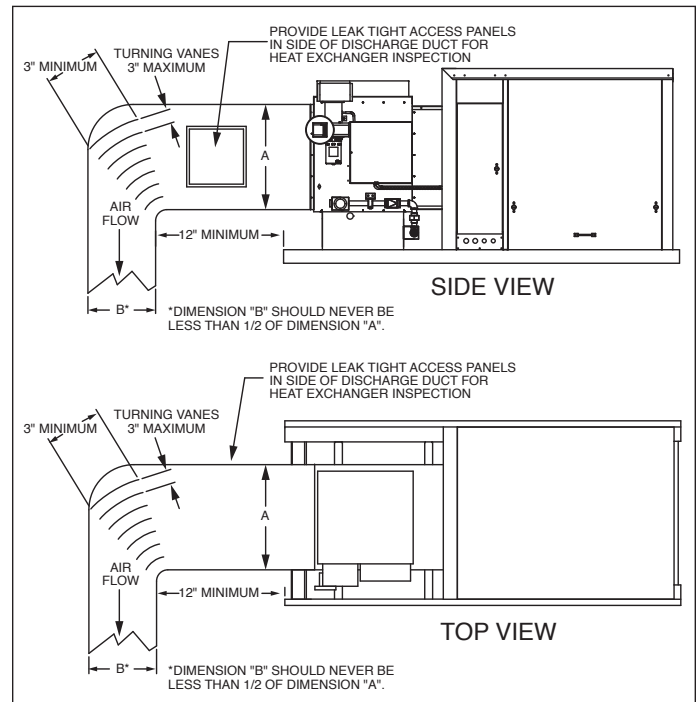 PROVIDE LEAK TIGHT ACCESS PANELS
IN SIDE OF DISCHARGE DUCT FOR
HEAT EXCHANGER INSPECTION
TURNING VANES
3" MAXIMUM
3" MINIMUM
A
AIR
FLOW
12" MINIMUM
SIDE VIEW
B*
*DIMENSION "B" SHOULD NEVER BE
LESS THAN 1/2 OF DIMENSION "A".
PROVIDE LEAK TIGHT ACCESS PANELS
IN SIDE OF DISCHARGE DUCT FOR
HEAT EXCHANGER INSPECTION
TURNING VANES
3" MAXIMUM
3" MINIMUM
A
AIR
FLOW
12" MINIMUM
TOP VIEW
B*
*DIMENSION "B" SHOULD NEVER BE
LESS THAN 1/2 OF DIMENSION "A".